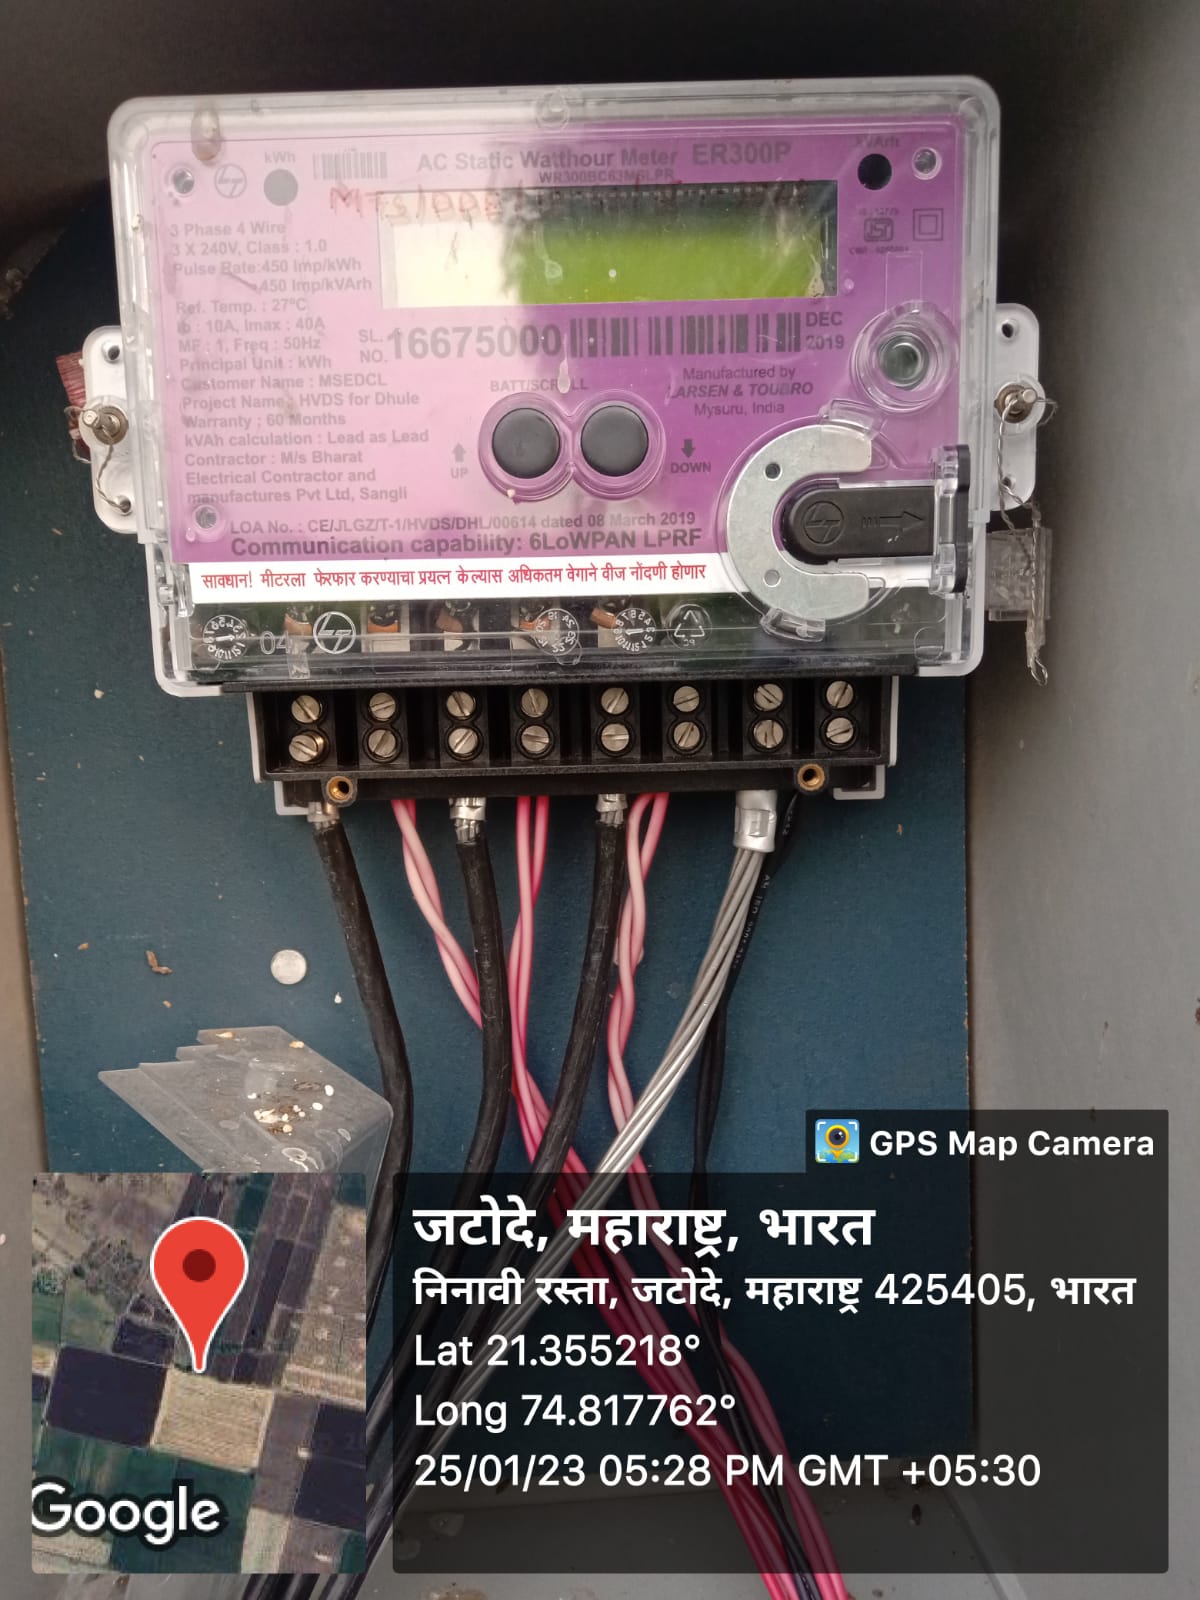 kWh
AC Static Watthour Meter ER300P
WR300BC63M6LPR
kVArh
3 Phase 4 Wire
3 X 240V, Class : 1.0
Pulse Rate:450 Imp/kWh
450 Imp/kVArh
Ref. Temp. : 27°C
Ib : 10A, Imax : 40A
MF : 1, Freq : 50Hz
Principal Unit : kWh
Customer Name : MSEDCL
Project Name : HVDS for Dhule
Warranty : 60 Months
kVAh calculation : Lead as Lead
Contractor : M/s Bharat
Electrical Contractor and
manufactures Pvt Ltd, Sangli
SL.
NO. 16675000
DEC
2019
BATT/SCROLL
UP
DOWN
Manufactured by
LARSEN & TOUBRO
Mysuru, India
LOA No. : CE/JLGZ/T-1/HVDS/DHL/00614 dated 08 March 2019
Communication capability: 6LoWPAN LPRF
सावधान! मीटरला फेरफार करण्याचा प्रयत्न केल्यास अधिकतम वेगाने वीज नोंदणी होणार
04
GPS Map Camera
जटोदे, महाराष्ट्र, भारत
निनावी रस्ता, जटोदे, महाराष्ट्र 425405, भारत
Lat 21.355218°
Long 74.817762°
25/01/23 05:28 PM GMT +05:30
Google